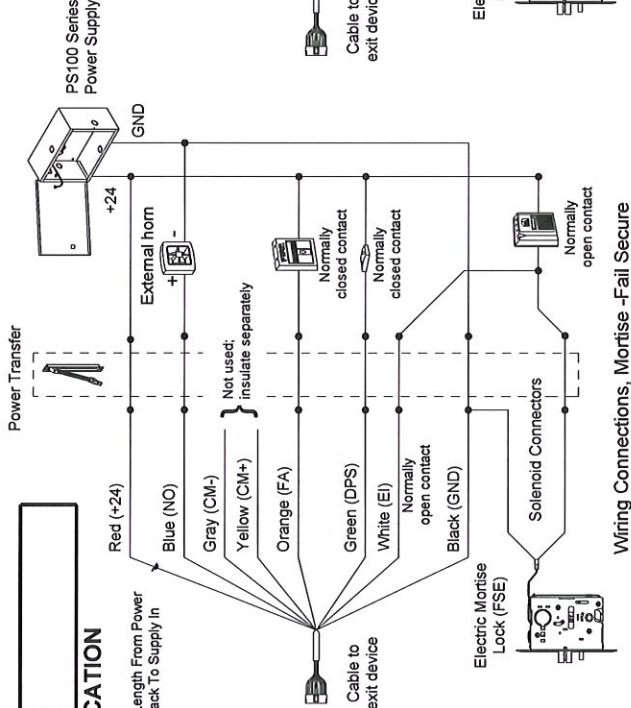 PS100 Series
Power Supply
Power Transfer
GND
+24
External horn
+ -
Not used;
insulate separately
Normally
closed contact
Normally
closed contact
Normally
open contact
Red (+24)
Blue (NO)
Gray (CM-)
Yellow (CM+)
Orange (FA)
Green (DPS)
White (EI)
Normally
open contact
Black (GND)
Solenoid Connectors
Electric Mortise
Lock (FSE)
Cable to
exit device
Wiring Connections, Mortise -Fail Secure
CATION
ength From Power
ack To Supply In
Cable to
exit device
Ele